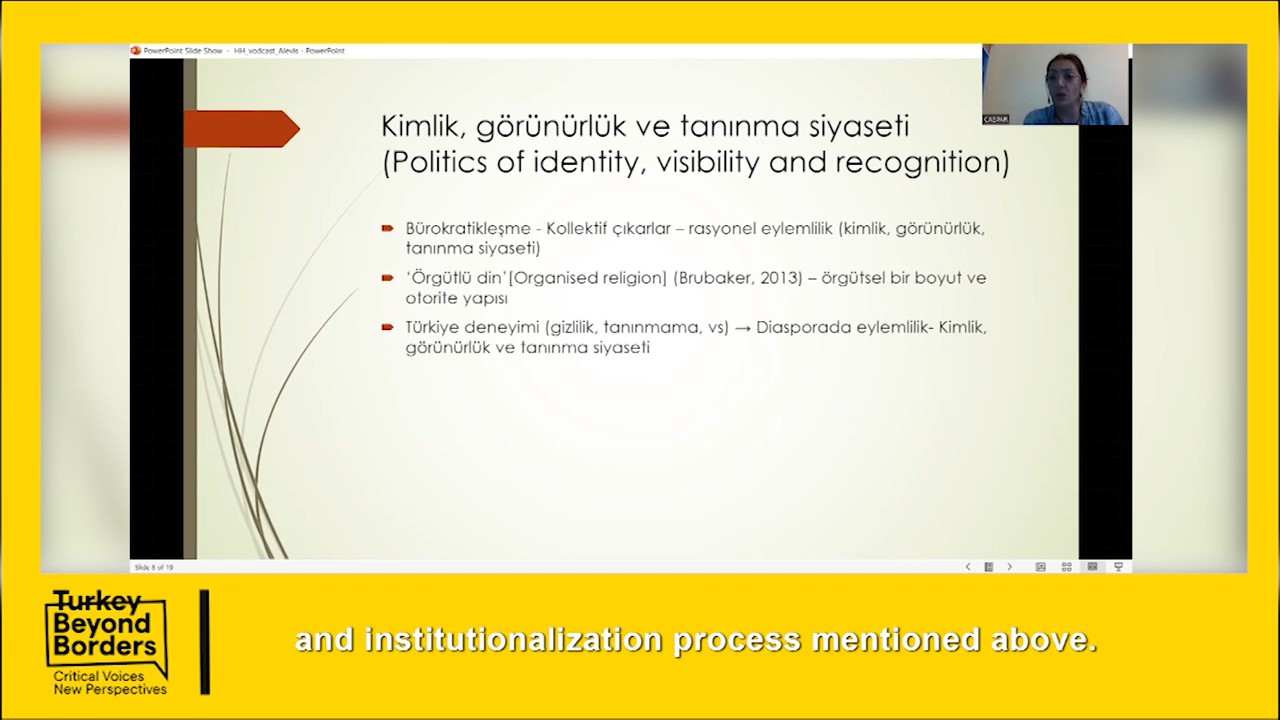 PowerPoint Slide Show - HH_vodcast_Alevis - PowerPoint
CASPAR
Kimlik, görünürlük ve tanınma siyaseti
(Politics of identity, visibility and recognition)
Bürokratikleşme - Kollektif çıkarlar – rasyonel eylemlilik (kimlik, görünürlük,
tanınma siyaseti)
‘Örgütlü din’[Organised religion] (Brubaker, 2013) – örgütsel bir boyut ve
otorite yapısı
Türkiye deneyimi (gizlilik, tanınmama, vs) → Diasporada eylemlilik- Kimlik,
görünürlük ve tanınma siyaseti
Slide 8 of 19
Turkey
Beyond
Borders
Critical Voices
New Perspectives
and institutionalization process mentioned above.